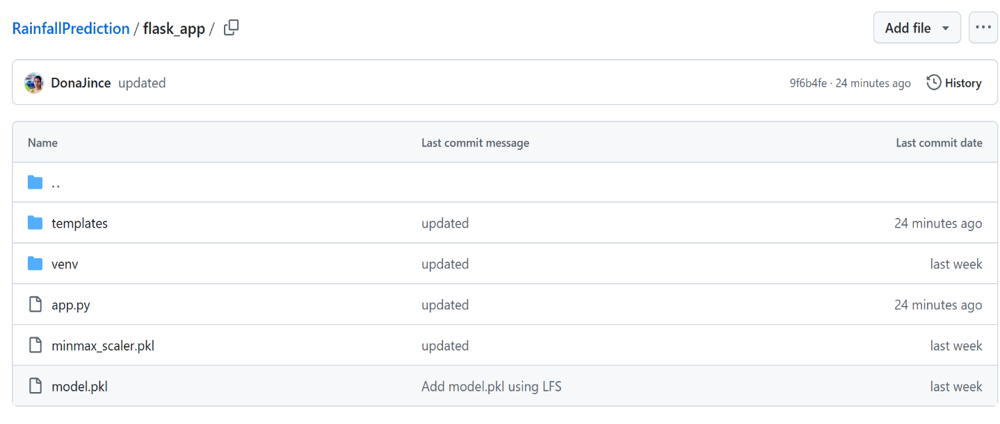 RainfallPrediction / flask_app / Add file ...
DonaJince updated 9f6b4fe · 24 minutes ago History
Name Last commit message Last commit date
..
templates updated 24 minutes ago
venv updated last week
app.py updated 24 minutes ago
minmax_scaler.pkl updated last week
model.pkl Add model.pkl using LFS last week